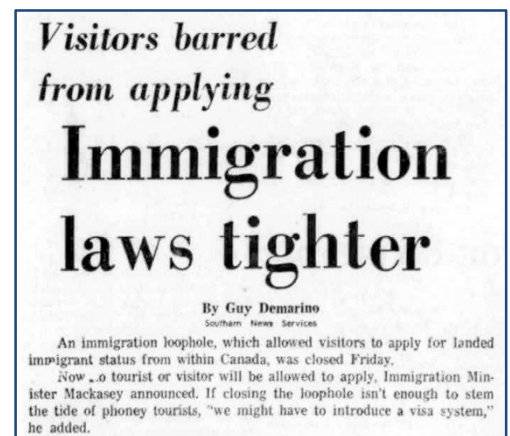 Visitors barred
from applying
Immigration
laws tighter
By Guy Demarino
Southam News Services
An immigration loophole, which allowed visitors to apply for landed
immigrant status from within Canada, was closed Friday.
Now tourist or visitor will be allowed to apply, Immigration Min-
ister Mackasey announced. If closing the loophole isn't enough to stem
the tide of phoney tourists, "we might have to introduce a visa system,"
he added.